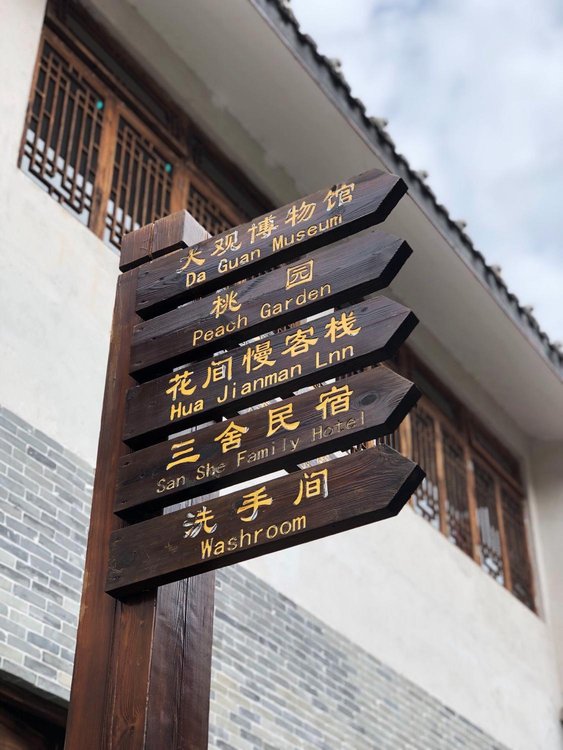 大观博物馆
Da Guan Museum
桃 园
Peach Garden
花间慢客栈
Hua Jianman Lnn
三舍民宿
San She Family Hotel
洗手间
Washroom